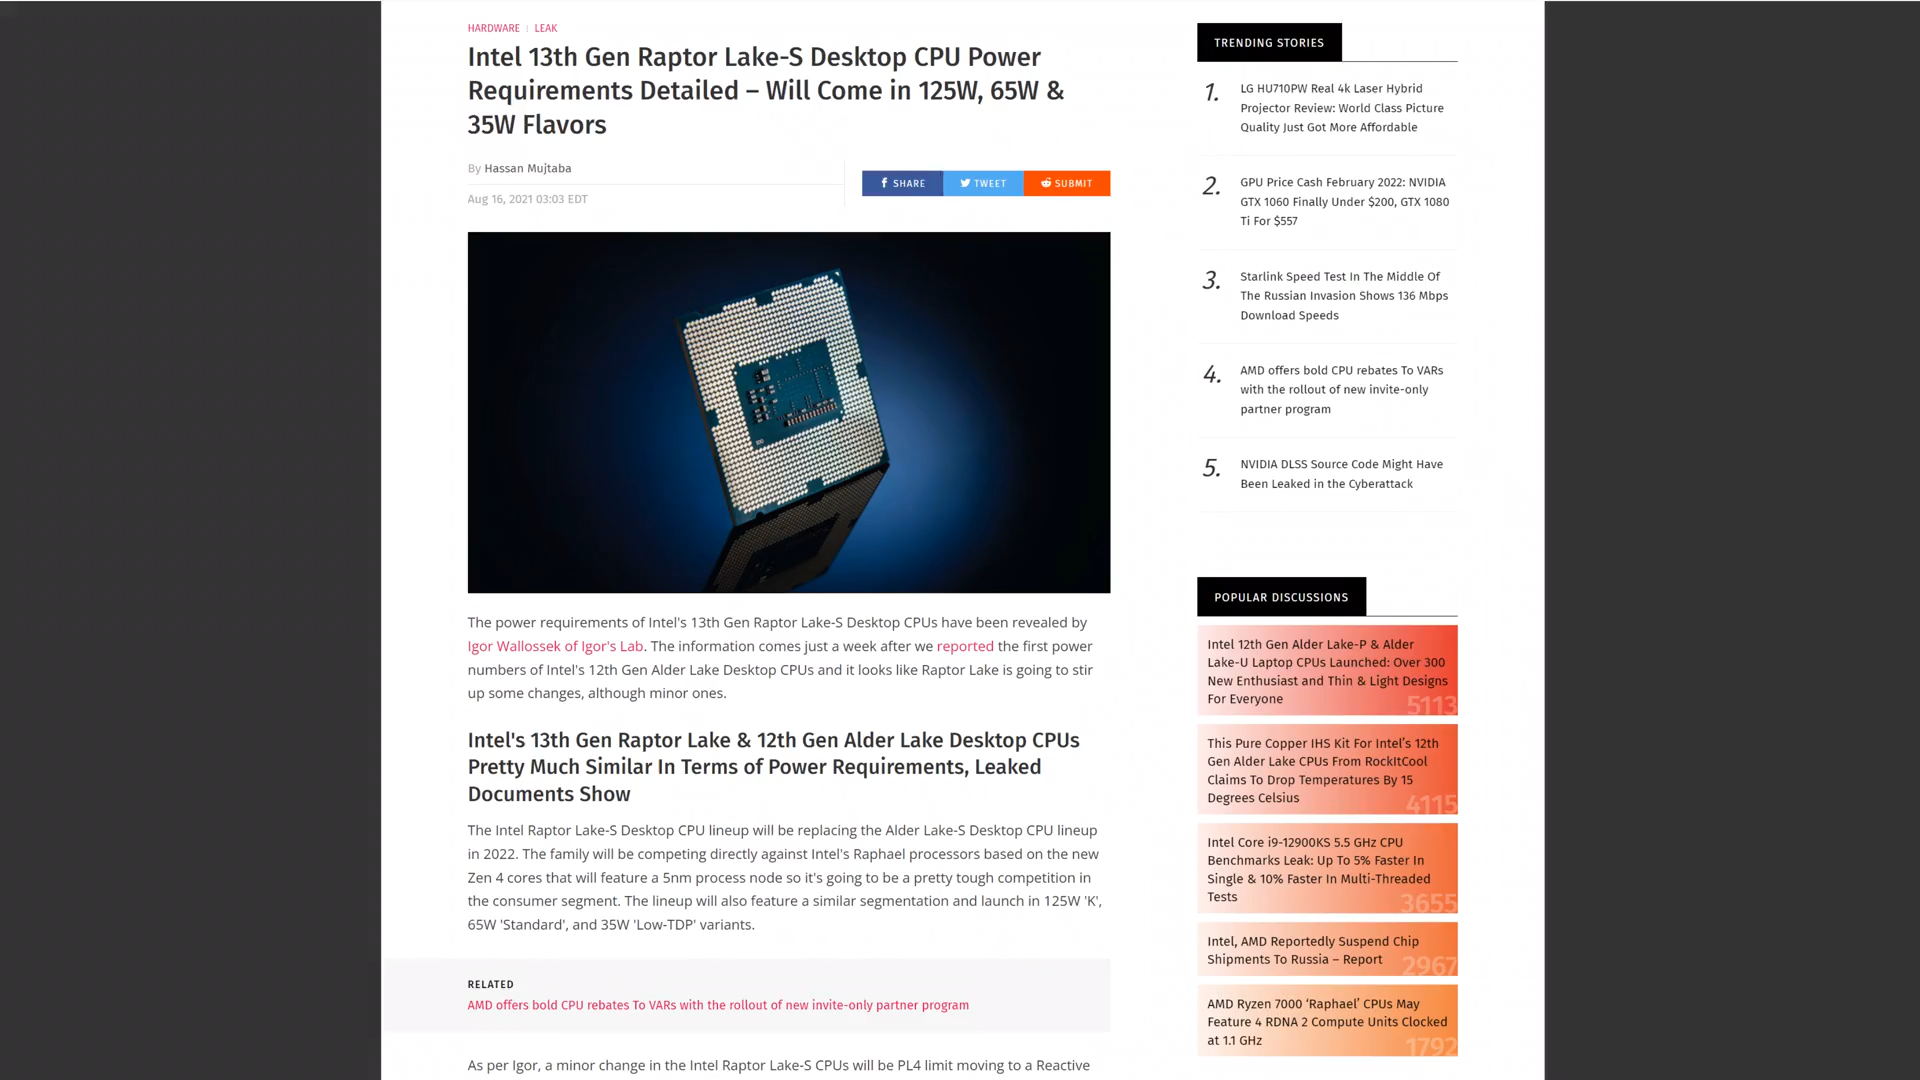 HARDWARE LEAK
Intel 13th Gen Raptor Lake-S Desktop CPU Power
Requirements Detailed – Will Come in 125W, 65W &
35W Flavors
By Hassan Mujtaba
Aug 16, 2021 03:03 EDT
SHARE
TWEET
SUBMIT
The power requirements of Intel's 13th Gen Raptor Lake-S Desktop CPUs have been revealed by
Igor Wallossek of Igor's Lab. The information comes just a week after we reported the first power
numbers of Intel's 12th Gen Alder Lake Desktop CPUs and it looks like Raptor Lake is going to stir
up some changes, although minor ones.
Intel's 13th Gen Raptor Lake & 12th Gen Alder Lake Desktop CPUs
Pretty Much Similar In Terms of Power Requirements, Leaked
Documents Show
The Intel Raptor Lake-S Desktop CPU lineup will be replacing the Alder Lake-S Desktop CPU lineup
in 2022. The family will be competing directly against Intel's Raphael processors based on the new
Zen 4 cores that will feature a 5nm process node so it's going to be a pretty tough competition in
the consumer segment. The lineup will also feature a similar segmentation and launch in 125W 'K',
65W 'Standard', and 35W 'Low-TDP' variants.
RELATED
AMD offers bold CPU rebates To VARs with the rollout of new invite-only partner program
As per Igor, a minor change in the Intel Raptor Lake-S CPUs will be PL4 limit moving to a Reactive
TRENDING STORIES
1.
LG HU710PW Real 4k Laser Hybrid
Projector Review: World Class Picture
Quality Just Got More Affordable
2.
GPU Price Cash February 2022: NVIDIA
GTX 1060 Finally Under $200, GTX 1080
Ti For $557
3.
Starlink Speed Test In The Middle Of
The Russian Invasion Shows 136 Mbps
Download Speeds
4.
AMD offers bold CPU rebates To VARs
with the rollout of new invite-only
partner program
5.
NVIDIA DLSS Source Code Might Have
Been Leaked in the Cyberattack
POPULAR DISCUSSIONS
Intel 12th Gen Alder Lake-P & Alder
Lake-U Laptop CPUs Launched: Over 300
New Enthusiast and Thin & Light Designs
For Everyone
5113
This Pure Copper IHS Kit For Intel’s 12th
Gen Alder Lake CPUs From RockItCool
Claims To Drop Temperatures By 15
Degrees Celsius
4115
Intel Core i9-12900KS 5.5 GHz CPU
Benchmarks Leak: Up To 5% Faster In
Single & 10% Faster In Multi-Threaded
Tests
3655
Intel, AMD Reportedly Suspend Chip
Shipments To Russia – Report
2967
AMD Ryzen 7000 ‘Raphael’ CPUs May
Feature 4 RDNA 2 Compute Units Clocked
at 1.1 GHz
1792